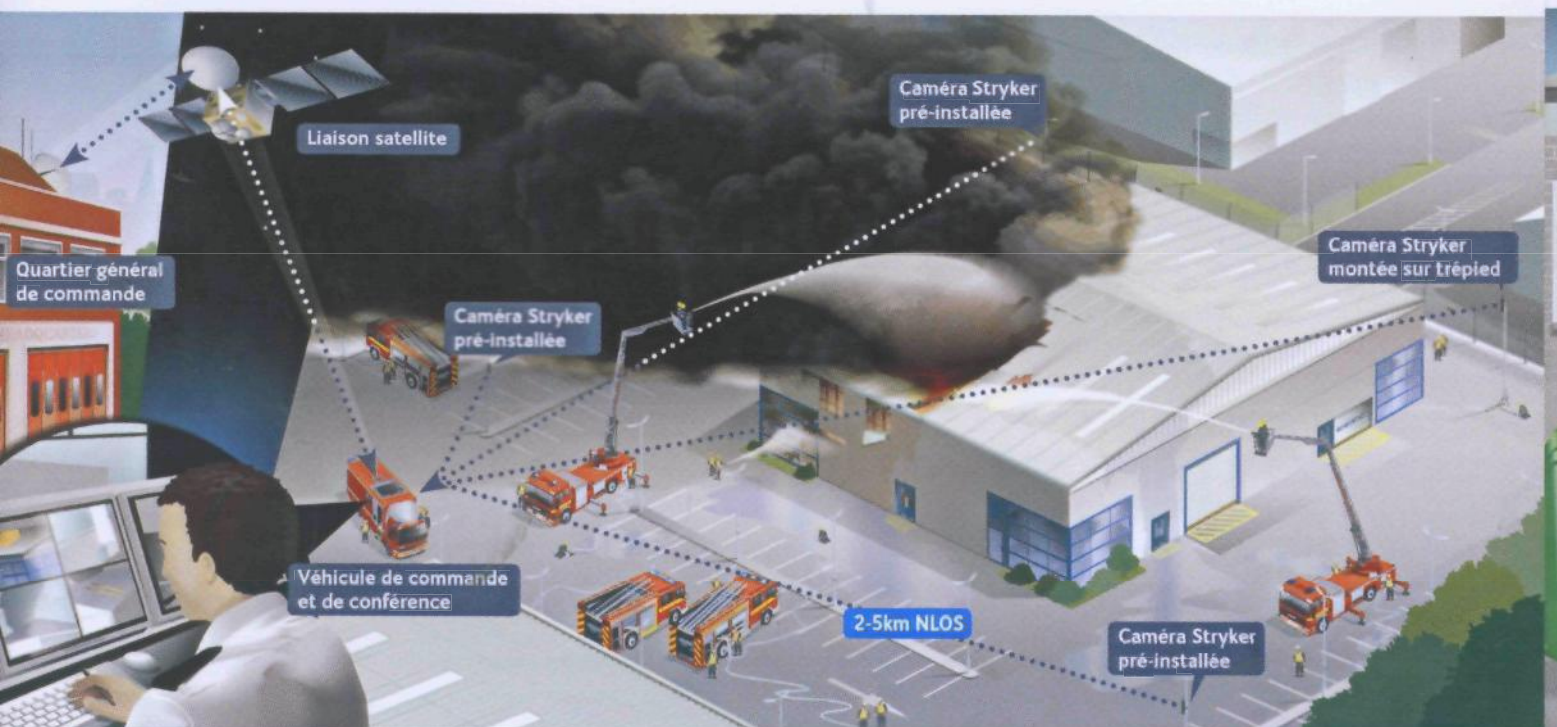 Liaison satellite
Caméra Stryker
pré-installée
Quartier général
de commande
Caméra Stryker
montée sur trépied
Caméra Stryker
pré-installée
Véhicule de commande
et de conférence
2-5km NLOS
Caméra Stryker
pré-installée